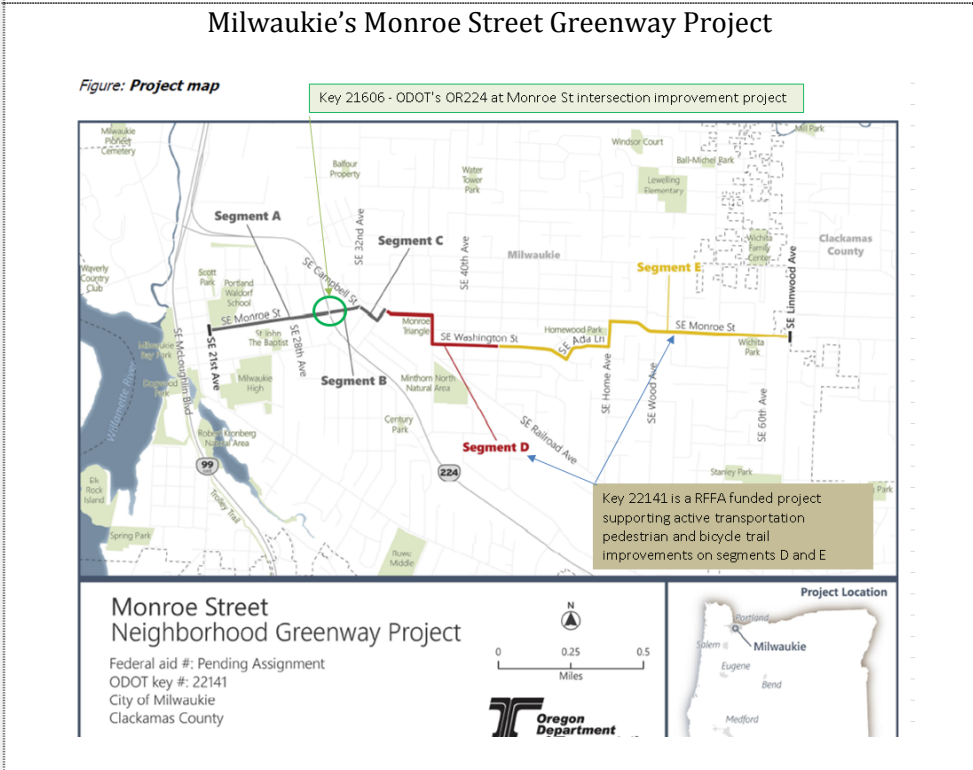 Milwaukie's Monroe Street Greenway Project
Figure: Project map
Key 21606 - ODOT's OR224 at Monroe St intersection improvement project
Milwaukie
Pioneer
Cemetery
Mill Park
Windsor Court
Ball-Michel Park
Balfour
Property
Water
Tower
Park
Lewelling
Elementary
Segment A
SE 32nd Ave
Segment C
SE 40th Ave
Milwaukie
Wichita
Family
Center
Clackamas
County
SE Linnwood Ave
Waverly
Country
Club
Scott
Park
Portland
Waldorf
School
SE Campbell St
Segment E
SE Monroe St
SE Monroe St
Monroe
Triangle
SE Washington St
Homewood Park
SE Ada Ln
Wichita
Park
St John
The Baptist
SE 28th Ave
SE 21st Ave
SE McLoughlin Blvd
Milwaukie
Bay Park
Dogwood
Park
Milwaukie
High
Segment B
Minthorn North
Natural Area
SE Home Ave
SE Wood Ave
SE 60th Ave
Willamette River
Century
Park
Robert Kronberg
Natural Area
SE Railroad Ave
Segment D
99
224
Stanley Park
Park
Elk
Rock
Island
Trolley Trail
Spring Park
Rowe
Middle
Key 22141 is a RFFA funded project
supporting active transportation
pedestrian and bicycle trail
improvements on segments D and E
Monroe Street
Neighborhood Greenway Project
Federal aid #: Pending Assignment
ODOT key #: 22141
City of Milwaukie
Clackamas County
N
0 0.25 0.5
Miles
Oregon
Department
Project Location
Portland
Milwaukie
Salem
Eugene
Bend
Medford